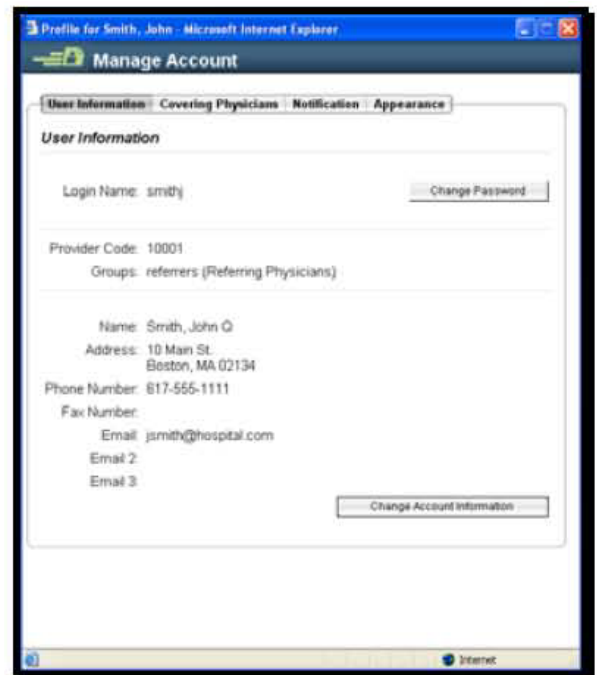 Profile for Smith, John - Microsoft Internet Explorer
Manage Account
User Information Covering Physicians Notification Appearance
User Information
Login Name: smithj Change Password
Provider Code: 10001
Groups: referrers (Referring Physicians)
Name: Smith, John Q
Address: 10 Main St.
Boston, MA 02134
Phone Number: 617-555-1111
Fax Number:
Email: jsmith@hospital.com
Email 2:
Email 3:
Change Account Information
Internet